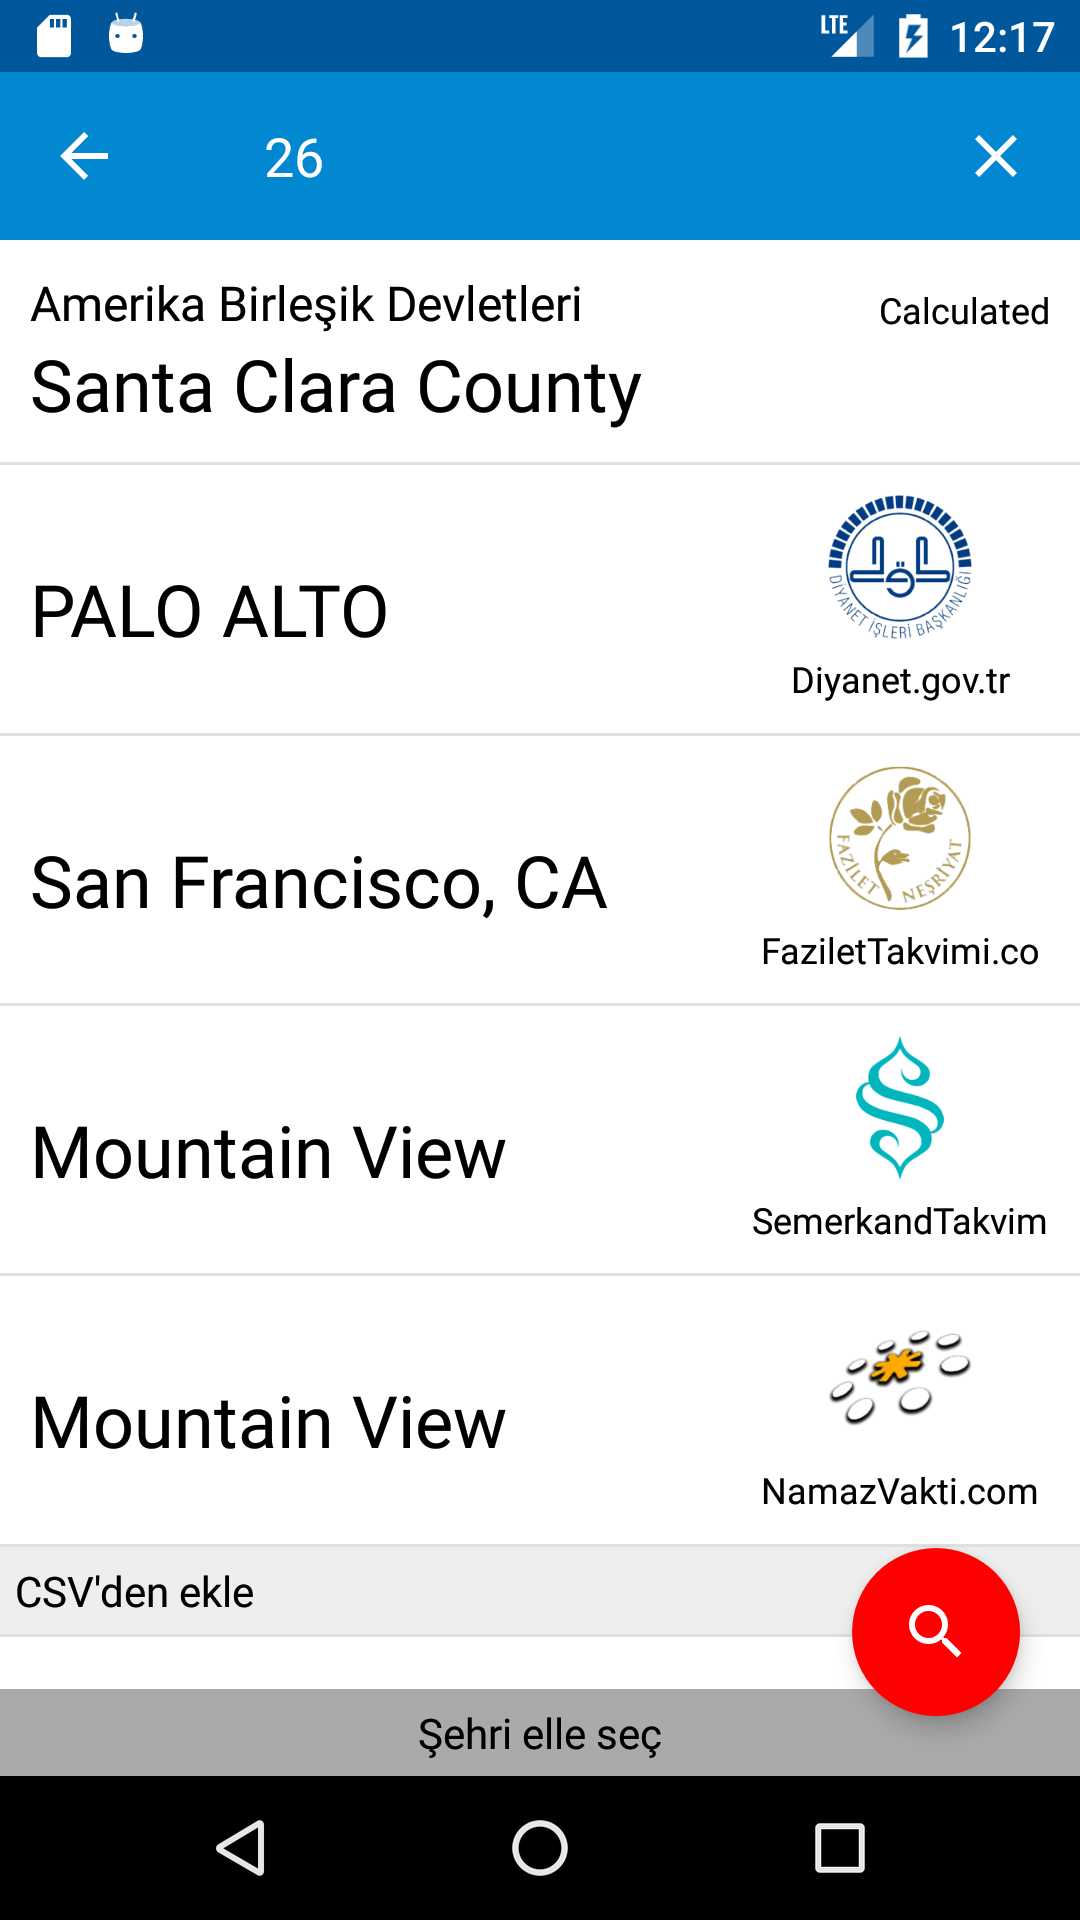 LTE 12:17
26
Amerika Birleşik Devletleri
Calculated
Santa Clara County
PALO ALTO
DİYANET İŞLERİ BAŞKANLIĞI
Diyanet.gov.tr
San Francisco, CA
FAZİLET NEŞRİYAT
FaziletTakvimi.co
Mountain View
SemerkandTakvim
Mountain View
NamazVakti.com
CSV'den ekle
Şehri elle seç